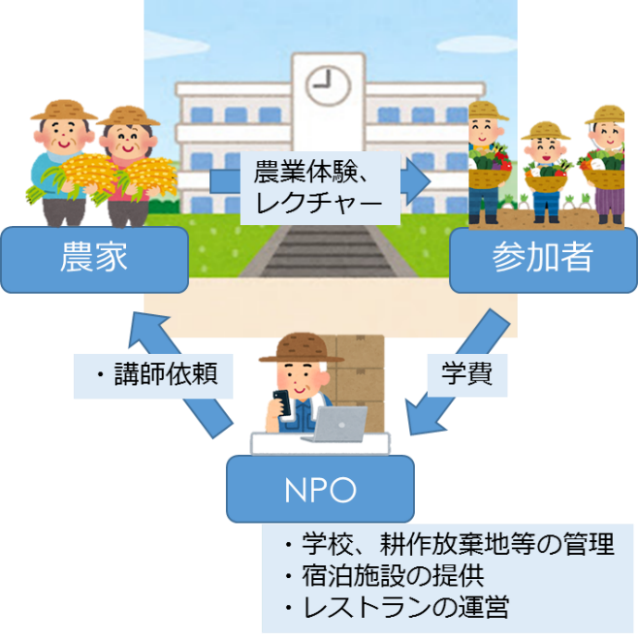 農業体験、
レクチャー
農家
参加者
・講師依頼
学費
NPO
・学校、耕作放棄地等の管理
・宿泊施設の提供
・レストランの運営